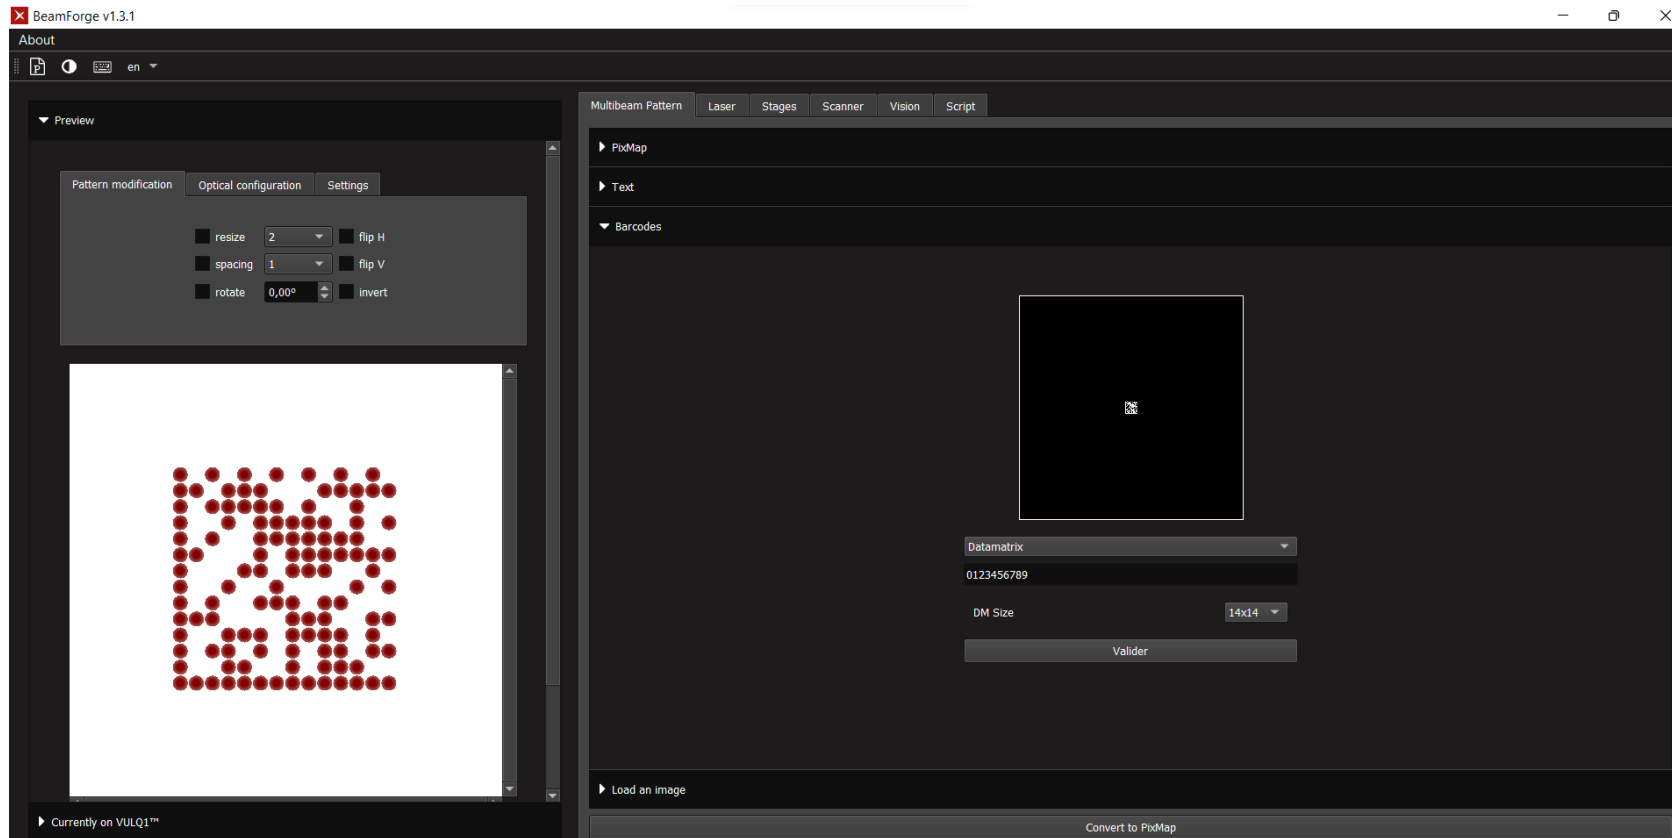 BeamForge v1.3.1
About
en
Preview
Pattern modification Optical configuration Settings
resize 2 flip H
spacing 1 flip V
rotate 0,00° invert
Currently on VULQ1™
Multibeam Pattern Laser Stages Scanner Vision Script
PixMap
Text
Barcodes
Datamatrix
0123456789
DM Size 14x14
Valider
Load an image
Convert to PixMap